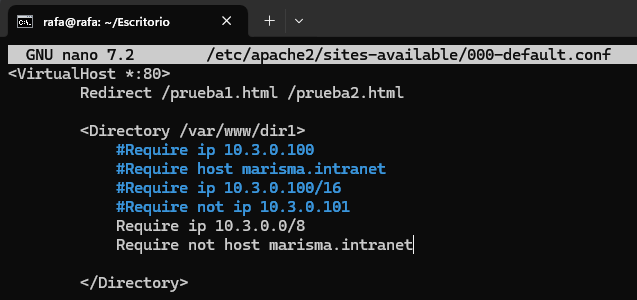 rafa@rafa: ~/Escritorio
GNU nano 7.2 /etc/apache2/sites-available/000-default.conf
<VirtualHost *:80>
Redirect /prueba1.html /prueba2.html
<Directory /var/www/dir1>
#Require ip 10.3.0.100
#Require host marisma.intranet
#Require ip 10.3.0.100/16
#Require not ip 10.3.0.101
Require ip 10.3.0.0/8
Require not host marisma.intranet
</Directory>